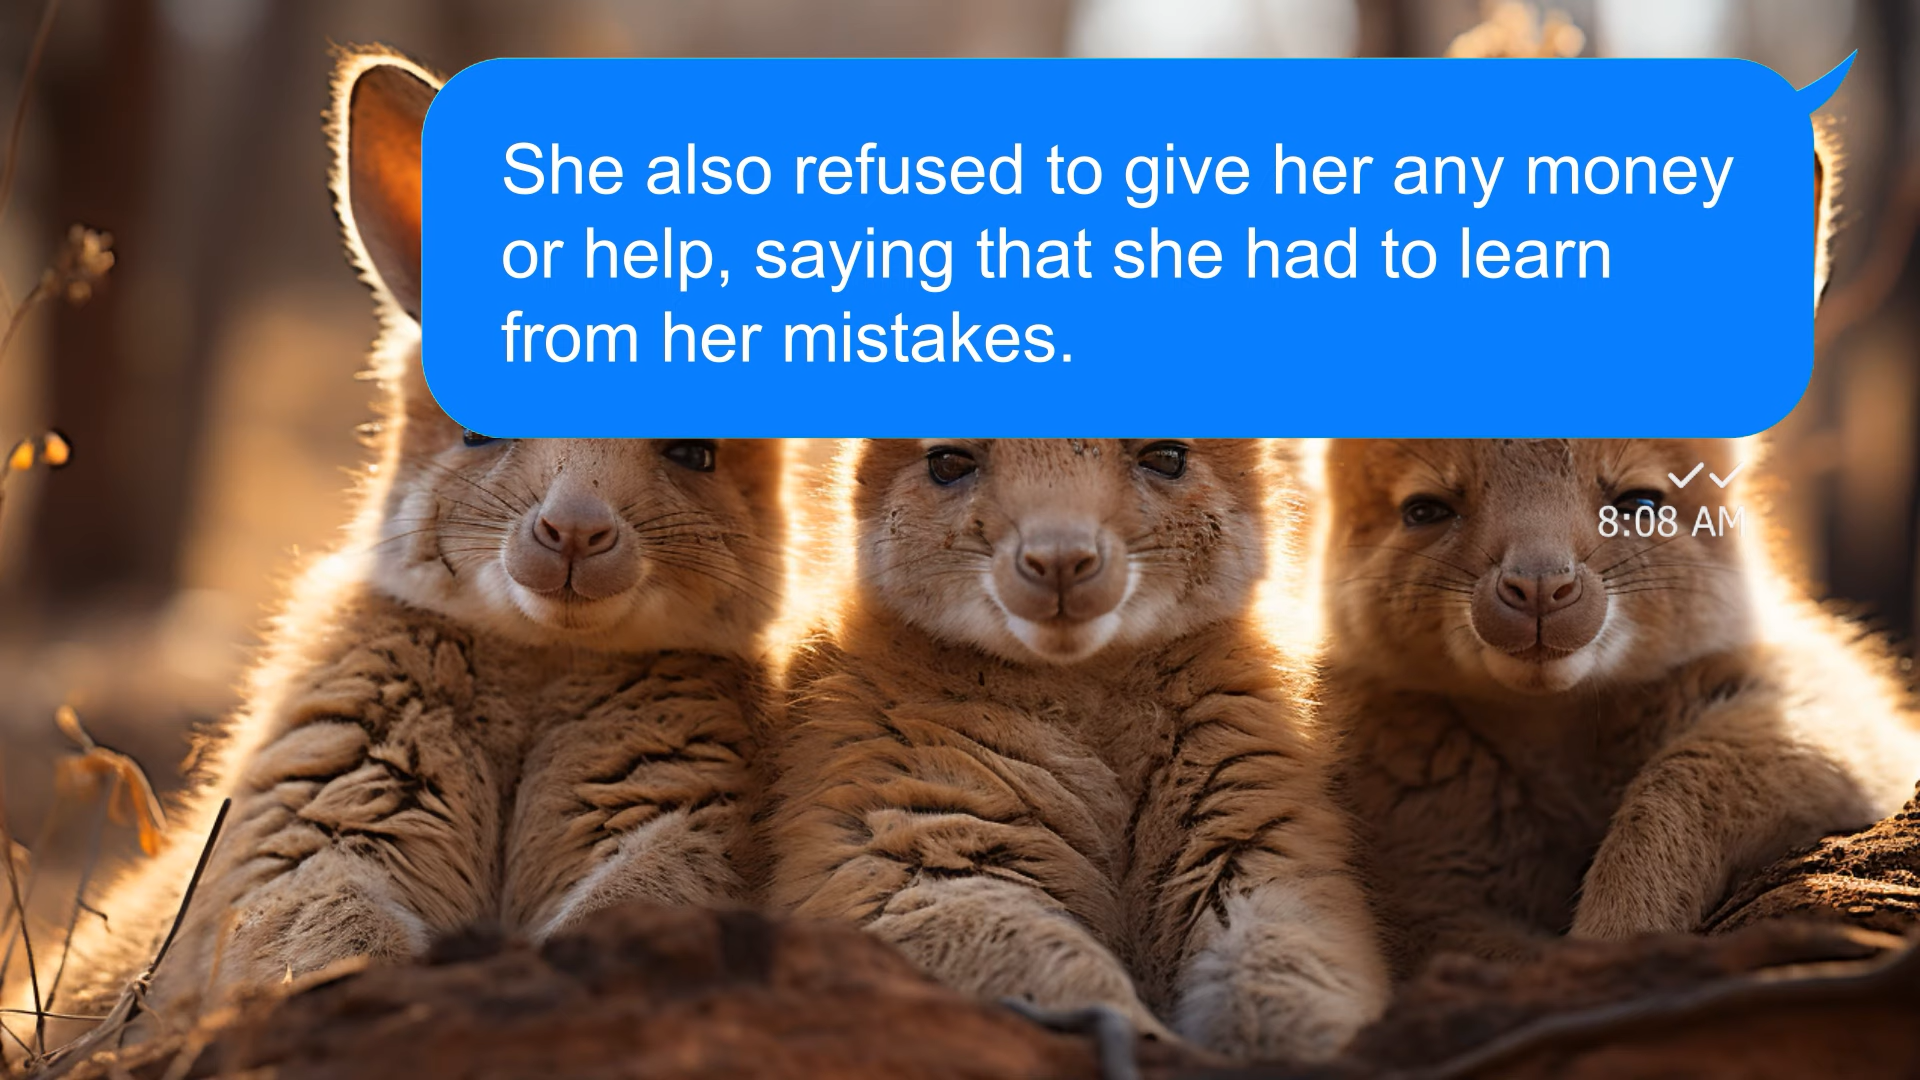 She also refused to give her any money
or help, saying that she had to learn
from her mistakes.
8:08 AM